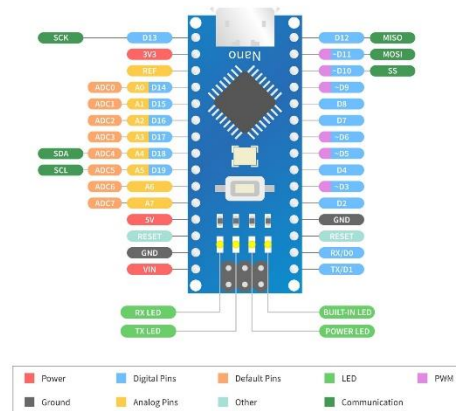 SCK D13 D12 MISO
3V3 ~D11 MOSI
REF ~D10 SS
ADC0 A0 D14 ~D9
ADC1 A1 D15 D8
ADC2 A2 D16 D7
ADC3 A3 D17 ~D6
SDA ADC4 A4 D18 ~D5
SCL ADC5 A5 D19 D4
ADC6 A6 ~D3
ADC7 A7 D2
5V GND
RESET RESET
GND RX/D0
VIN TX/D1
Nano
RX LED BUILT-IN LED
TX LED POWER LED
Power Digital Pins Default Pins LED PWM
Ground Analog Pins Other Communication